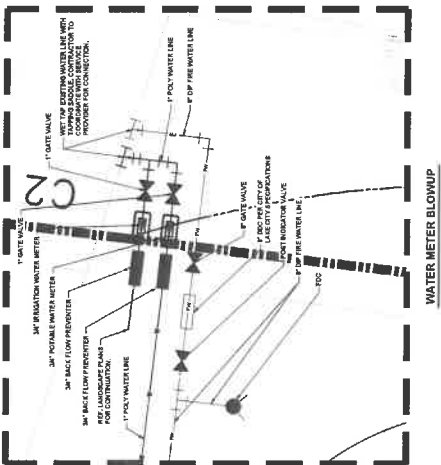 1" GATE VALVE
3/4" IRRIGATION WATER METER
3/4" POTABLE WATER METER
3/4" BACK FLOW PREVENTER
3/4" BACK FLOW PREVENTER
REF. LANDSCAPE PLANS
FOR CONTINUATION.
1" POLY WATER LINE
C2
1" GATE VALVE
WET TAP EXISTING WATER LINE WITH
TAPPING SADDLE. CONTRACTOR TO
COORDINATE WITH SERVICE
PROVIDER FOR CONNECTION.
1" POLY WATER LINE
8" DIP FIRE WATER LINE
E
FW
FW
FW
FW
8" GATE VALVE
8" DDC PER CITY OF
LAKE CITY SPECIFICATIONS
POST INDICATOR VALVE
8" DIP FIRE WATER LINE
FDC
WATER METER BLOWUP